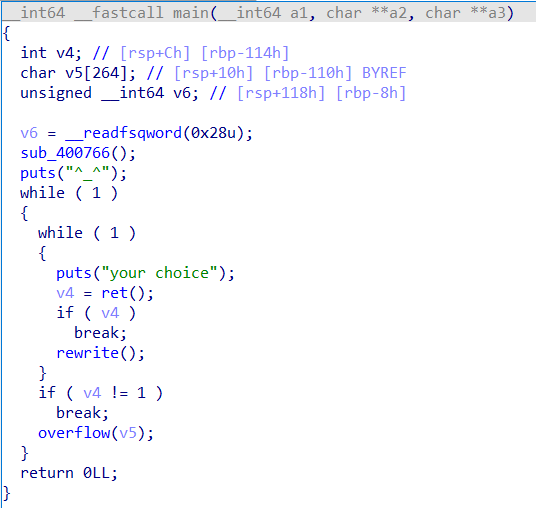 __int64 __fastcall main(__int64 a1, char **a2, char **a3)
{
  int v4; // [rsp+Ch] [rbp-114h]
  char v5[264]; // [rsp+10h] [rbp-110h] BYREF
  unsigned __int64 v6; // [rsp+118h] [rbp-8h]

  v6 = __readfsqword(0x28u);
  sub_400766();
  puts("^_^");
  while ( 1 )
  {
    while ( 1 )
    {
      puts("your choice");
      v4 = ret();
      if ( v4 )
        break;
      rewrite();
    }
    if ( v4 != 1 )
      break;
    overflow(v5);
  }
  return 0LL;
}